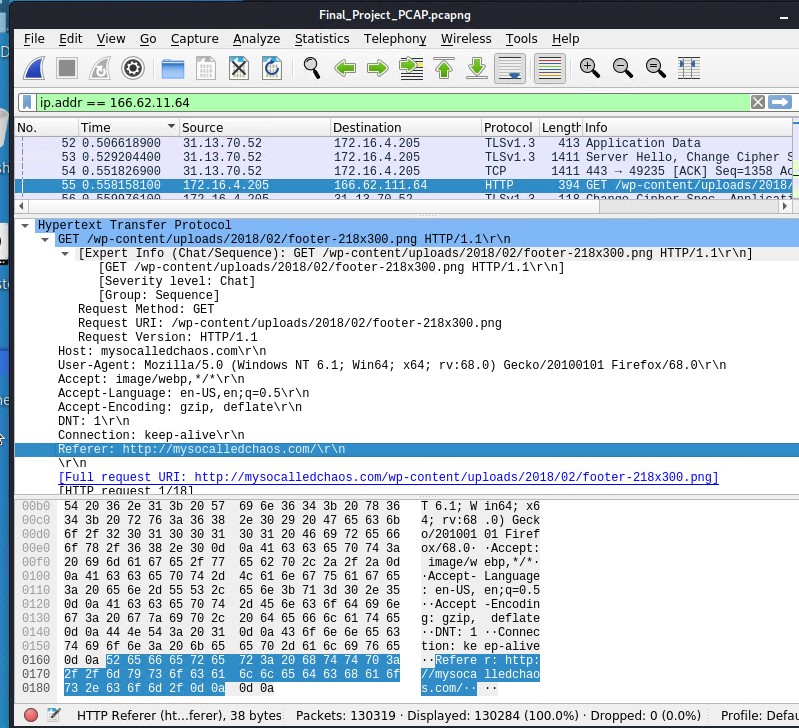 Final_Project_PCAP.pcapng
File Edit View Go Capture Analyze Statistics Telephony Wireless Tools Help
ip.addr == 166.62.11.64
No. Time Source Destination Protocol Length Info
52 0.506618900 31.13.70.52 172.16.4.205 TLSv1.3 413 Application Data
53 0.529204400 31.13.70.52 172.16.4.205 TLSv1.3 1411 Server Hello, Change Cipher S
54 0.551826900 31.13.70.52 172.16.4.205 TCP 1411 443 → 49235 [ACK] Seq=1358 Ac
55 0.558158100 172.16.4.205 166.62.111.64 HTTP 394 GET /wp-content/uploads/2018/
56 0.559976100 172.16.4.205 31.13.70.52 TLSv1.3 118 Change Cipher Spec, Applicati
Hypertext Transfer Protocol
GET /wp-content/uploads/2018/02/footer-218x300.png HTTP/1.1\r\n
[Expert Info (Chat/Sequence): GET /wp-content/uploads/2018/02/footer-218x300.png HTTP/1.1\r\n]
[GET /wp-content/uploads/2018/02/footer-218x300.png HTTP/1.1\r\n]
[Severity level: Chat]
[Group: Sequence]
Request Method: GET
Request URI: /wp-content/uploads/2018/02/footer-218x300.png
Request Version: HTTP/1.1
Host: mysocalledchaos.com\r\n
User-Agent: Mozilla/5.0 (Windows NT 6.1; Win64; x64; rv:68.0) Gecko/20100101 Firefox/68.0\r\n
Accept: image/webp,*/*\r\n
Accept-Language: en-US,en;q=0.5\r\n
Accept-Encoding: gzip, deflate\r\n
DNT: 1\r\n
Connection: keep-alive\r\n
Referer: http://mysocalledchaos.com/\r\n
\r\n
[Full request URI: http://mysocalledchaos.com/wp-content/uploads/2018/02/footer-218x300.png]
[HTTP request 1/18]
00b0 54 20 36 2e 31 3b 20 57 69 6e 36 34 3b 20 78 36 T 6.1; W in64; x6
00c0 34 3b 20 72 76 3a 36 38 2e 30 29 20 47 65 63 6b 4; rv:68 .0) Geck
00d0 6f 2f 32 30 31 30 30 31 30 31 20 46 69 72 65 66 o/201001 01 Firef
00e0 6f 78 2f 36 38 2e 30 0d 0a 41 63 63 65 70 74 3a ox/68.0· ·Accept:
00f0 20 69 6d 61 67 65 2f 77 65 62 70 2c 2a 2f 2a 0d image/w ebp,*/*·
0100 0a 41 63 63 65 70 74 2d 4c 61 6e 67 75 61 67 65 ·Accept- Language
0110 3a 20 65 6e 2d 55 53 2c 65 6e 3b 71 3d 30 2e 35 : en-US, en;q=0.5
0120 0d 0a 41 63 63 65 70 74 2d 45 6e 63 6f 64 69 6e ··Accept -Encodin
0130 67 3a 20 67 7a 69 70 2c 20 64 65 66 6c 61 74 65 g: gzip, deflate
0140 0d 0a 44 4e 54 3a 20 31 0d 0a 43 6f 6e 6e 65 63 ··DNT: 1 ··Connec
0150 74 69 6f 6e 3a 20 6b 65 65 70 2d 61 6c 69 76 65 tion: ke ep-alive
0160 0d 0a 52 65 66 65 72 65 72 3a 20 68 74 74 70 3a ··Refere r: http:
0170 2f 2f 6d 79 73 6f 63 61 6c 6c 65 64 63 68 61 6f //mysoca lledchao
0180 73 2e 63 6f 6d 2f 0d 0a 0d 0a s.com/·· ··
HTTP Referer (ht...ferer), 38 bytes Packets: 130319 · Displayed: 130284 (100.0%) · Dropped: 0 (0.0%) Profile: Defau